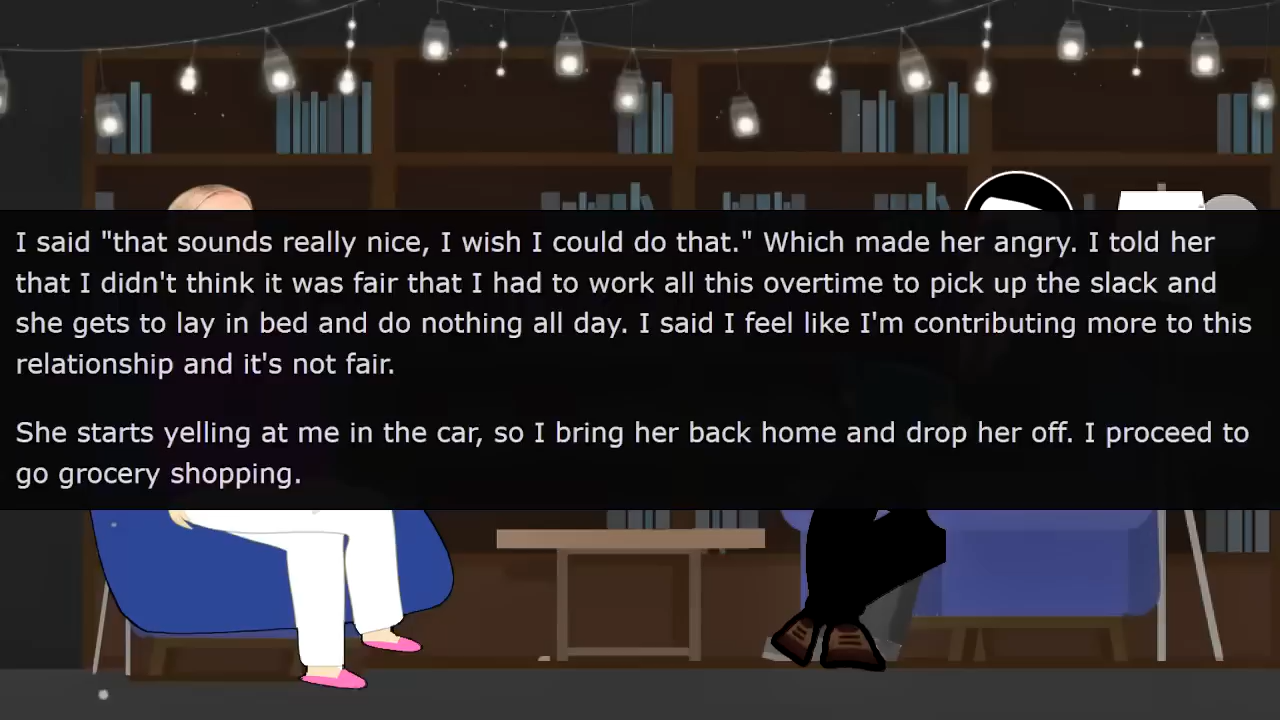 I said "that sounds really nice, I wish I could do that." Which made her angry. I told her
that I didn't think it was fair that I had to work all this overtime to pick up the slack and
she gets to lay in bed and do nothing all day. I said I feel like I'm contributing more to this
relationship and it's not fair.
She starts yelling at me in the car, so I bring her back home and drop her off. I proceed to
go grocery shopping.